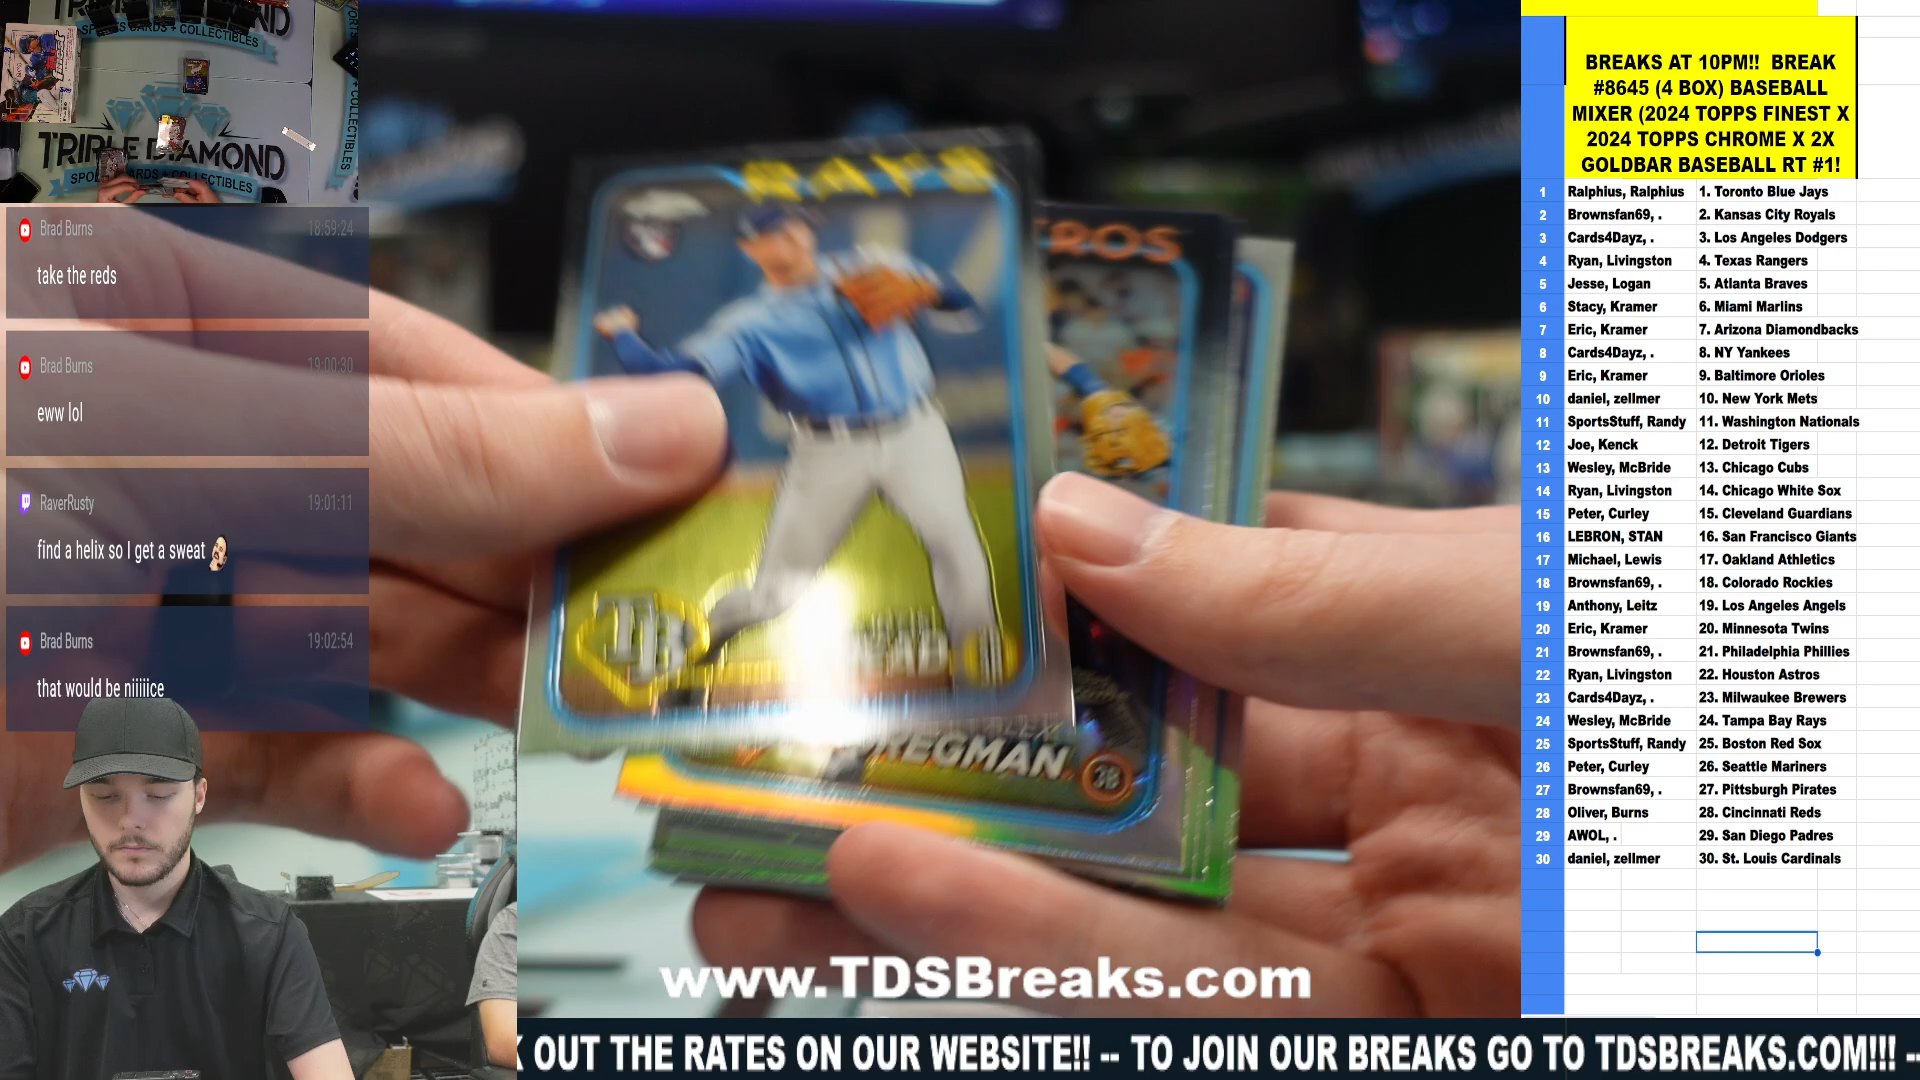 TRIPLE DIAMOND
SPORTS CARDS + COLLECTIBLES
Brad Burns 18:59:24
take the reds
Brad Burns 19:00:30
eww lol
RaverRusty 19:01:11
find a helix so I get a sweat
Brad Burns 19:02:54
that would be niiiiice
RAYS
TB
BREGMAN
www.TDSBreaks.com
OUT THE RATES ON OUR WEBSITE!! -- TO JOIN OUR BREAKS GO TO TDSBREAKS.COM!!! --
BREAKS AT 10PM!! BREAK
#8645 (4 BOX) BASEBALL
MIXER (2024 TOPPS FINEST X
2024 TOPPS CHROME X 2X
GOLDBAR BASEBALL RT #1!
1 Ralphius, Ralphius 1. Toronto Blue Jays
2 Brownsfan69, . 2. Kansas City Royals
3 Cards4Dayz, . 3. Los Angeles Dodgers
4 Ryan, Livingston 4. Texas Rangers
5 Jesse, Logan 5. Atlanta Braves
6 Stacy, Kramer 6. Miami Marlins
7 Eric, Kramer 7. Arizona Diamondbacks
8 Cards4Dayz, . 8. NY Yankees
9 Eric, Kramer 9. Baltimore Orioles
10 daniel, zellmer 10. New York Mets
11 SportsStuff, Randy 11. Washington Nationals
12 Joe, Kenck 12. Detroit Tigers
13 Wesley, McBride 13. Chicago Cubs
14 Ryan, Livingston 14. Chicago White Sox
15 Peter, Curley 15. Cleveland Guardians
16 LEBRON, STAN 16. San Francisco Giants
17 Michael, Lewis 17. Oakland Athletics
18 Brownsfan69, . 18. Colorado Rockies
19 Anthony, Leitz 19. Los Angeles Angels
20 Eric, Kramer 20. Minnesota Twins
21 Brownsfan69, . 21. Philadelphia Phillies
22 Ryan, Livingston 22. Houston Astros
23 Cards4Dayz, . 23. Milwaukee Brewers
24 Wesley, McBride 24. Tampa Bay Rays
25 SportsStuff, Randy 25. Boston Red Sox
26 Peter, Curley 26. Seattle Mariners
27 Brownsfan69, . 27. Pittsburgh Pirates
28 Oliver, Burns 28. Cincinnati Reds
29 AWOL, . 29. San Diego Padres
30 daniel, zellmer 30. St. Louis Cardinals